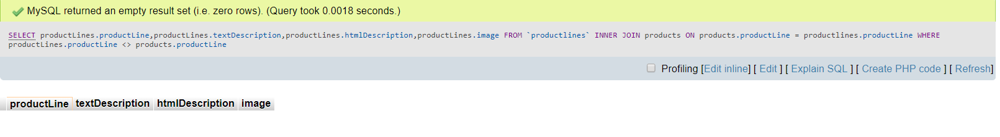 MySQL returned an empty result set (i.e. zero rows). (Query took 0.0018 seconds.)
SELECT productLines.productLine,productLines.textDescription,productLines.htmlDescription,productLines.image FROM `productlines` INNER JOIN products ON products.productLine = productlines.productLine WHERE
productLines.productLine <> products.productLine
Profiling [Edit inline] [ Edit ] [ Explain SQL ] [ Create PHP code ] [ Refresh]
productLine textDescription htmlDescription image